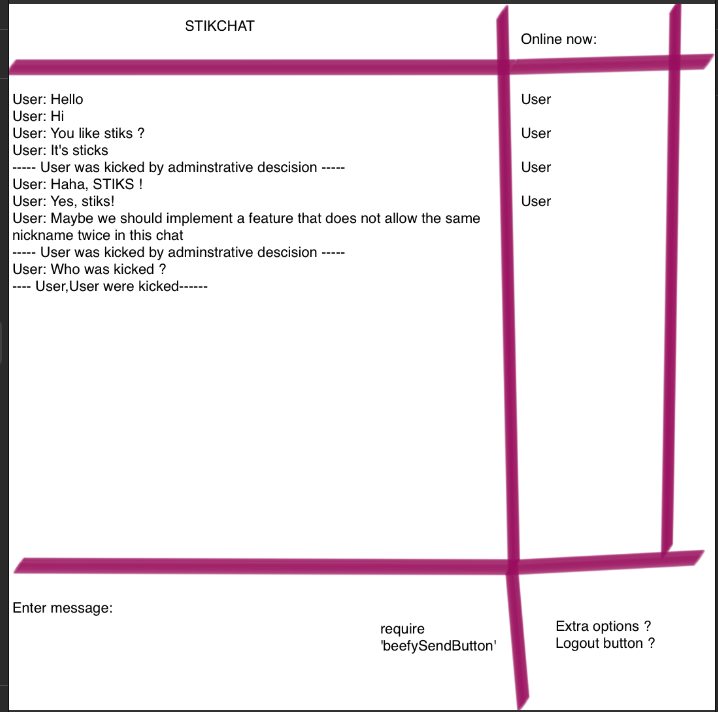 STIKCHAT
Online now:
User: Hello
User: Hi
User: You like stiks ?
User: It's sticks
----- User was kicked by adminstrative descision -----
User: Haha, STIKS !
User: Yes, stiks!
User: Maybe we should implement a feature that does not allow the same
nickname twice in this chat
----- User was kicked by adminstrative descision -----
User: Who was kicked ?
---- User,User were kicked------
User
User
User
User
Enter message:
require
'beefySendButton'
Extra options ?
Logout button ?